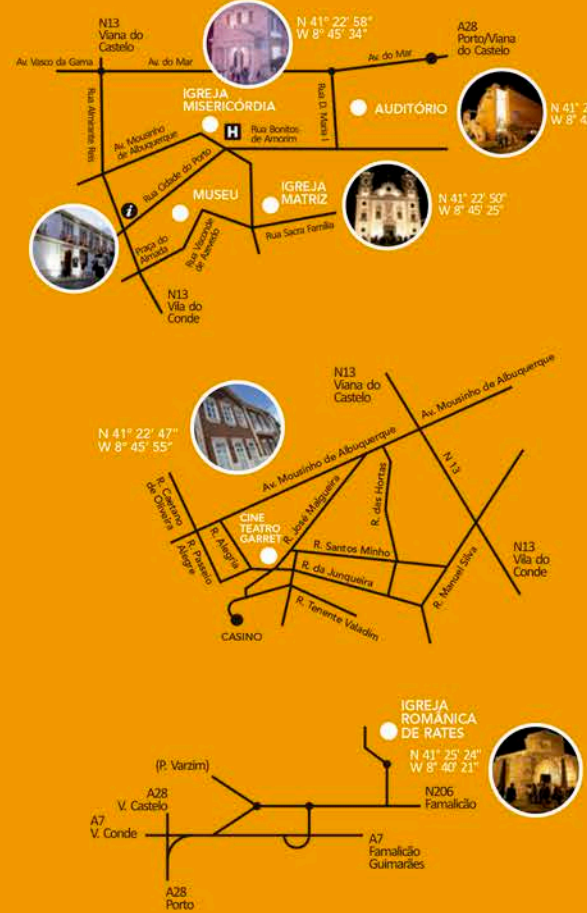 N13
Viana do
Castelo
N 41° 22' 58"
W 8° 45' 34"
A28
Porto/Viana
do Castelo
Av. Vasco da Gama
Av. do Mar
Av. do Mar
Rua Almirante Reis
IGREJA
MISERICÓRDIA
Rua D. Maria I
AUDITÓRIO
N 41° 2
W 8° 4
Av. Mousinho
de Albuquerque
H
Rua Bonitos
de Amorim
Rua Cidade do Porto
i
MUSEU
IGREJA
MATRIZ
N 41° 22' 50"
W 8° 45' 25"
Praça do
Almada
Rua Visconde
de Azevedo
Rua Sacra Família
N13
Vila do
Conde
N13
Viana do
Castelo
Av. Mousinho de Albuquerque
N 41° 22' 47"
W 8° 45' 55"
Av. Mousinho de Albuquerque
N 13
R. Caetano
de Oliveira
R. Passeio
Alegre
R. Alegria
CINE
TEATRO
GARRET
R. José Malgueira
R. das Hortas
R. Santos Minho
R. da Junqueira
R. Manuel Silva
N13
Vila do
Conde
R. Tenente Valadim
CASINO
IGREJA
ROMÂNICA
DE RATES
N 41° 25' 24"
W 8° 40' 21"
(P. Varzim)
A28
V. Castelo
N206
Famalicão
A7
V. Conde
A7
Famalicão
Guimarães
A28
Porto